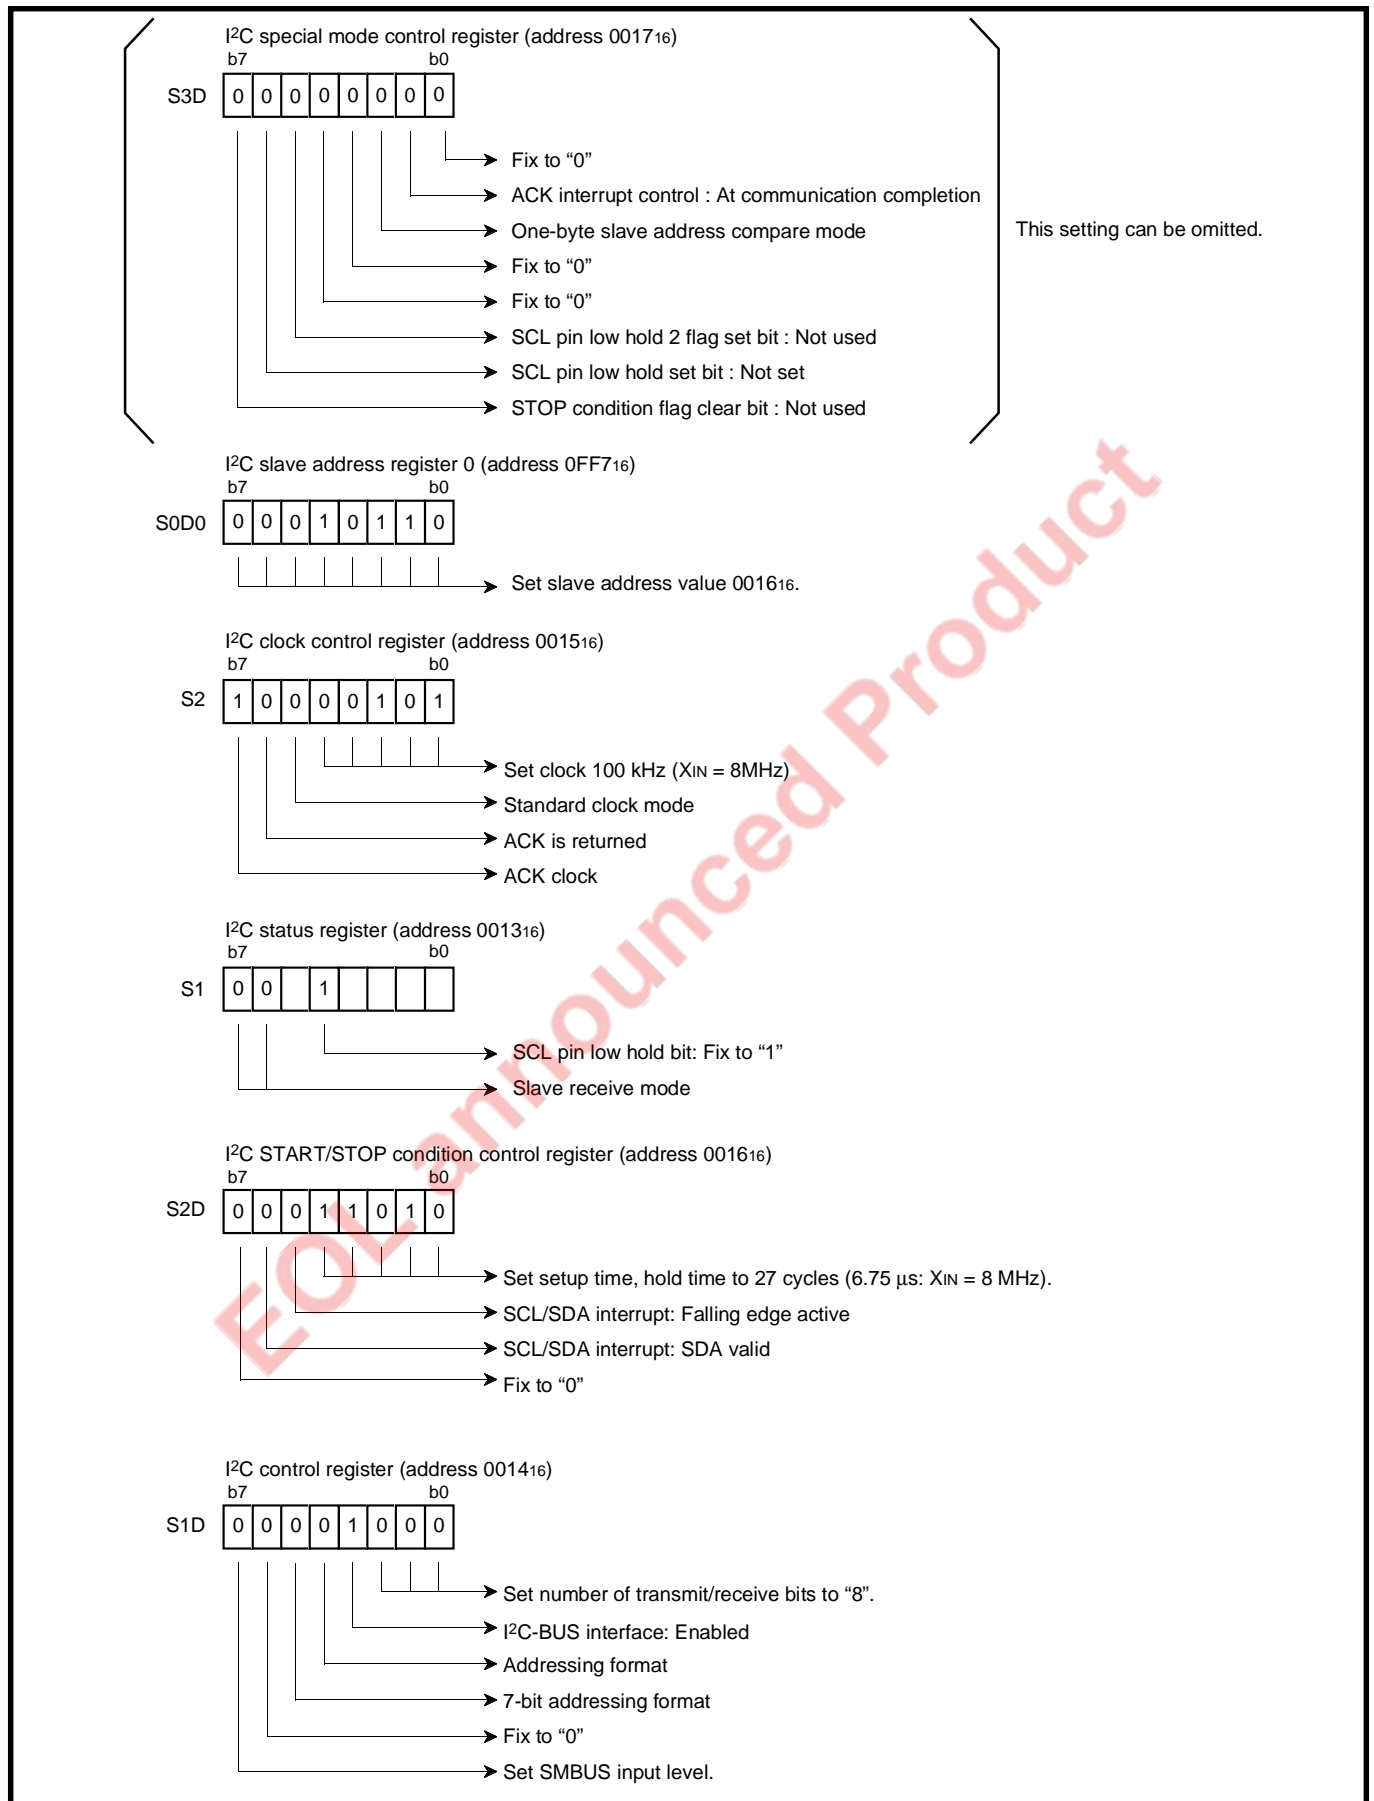 I2C special mode control register (address 001716)
b7 b0
S3D 0 0 0 0 0 0 0 0
Fix to “0”
ACK interrupt control : At communication completion
One-byte slave address compare mode
This setting can be omitted.
Fix to “0”
Fix to “0”
SCL pin low hold 2 flag set bit : Not used
SCL pin low hold set bit : Not set
STOP condition flag clear bit : Not used
I2C slave address register 0 (address 0FF716)
b7 b0
S0D0 0 0 0 1 0 1 1 0
Set slave address value 001616.
I2C clock control register (address 001516)
b7 b0
S2 1 0 0 0 0 1 0 1
Set clock 100 kHz (XIN = 8MHz)
Standard clock mode
ACK is returned
ACK clock
I2C status register (address 001316)
b7 b0
S1 0 0 1
SCL pin low hold bit: Fix to “1”
Slave receive mode
I2C START/STOP condition control register (address 001616)
b7 b0
S2D 0 0 0 1 1 0 1 0
Set setup time, hold time to 27 cycles (6.75 μs: XIN = 8 MHz).
SCL/SDA interrupt: Falling edge active
SCL/SDA interrupt: SDA valid
Fix to “0”
I2C control register (address 001416)
b7 b0
S1D 0 0 0 0 1 0 0 0
Set number of transmit/receive bits to “8”.
I2C-BUS interface: Enabled
Addressing format
7-bit addressing format
Fix to “0”
Set SMBUS input level.
EOL announced Product